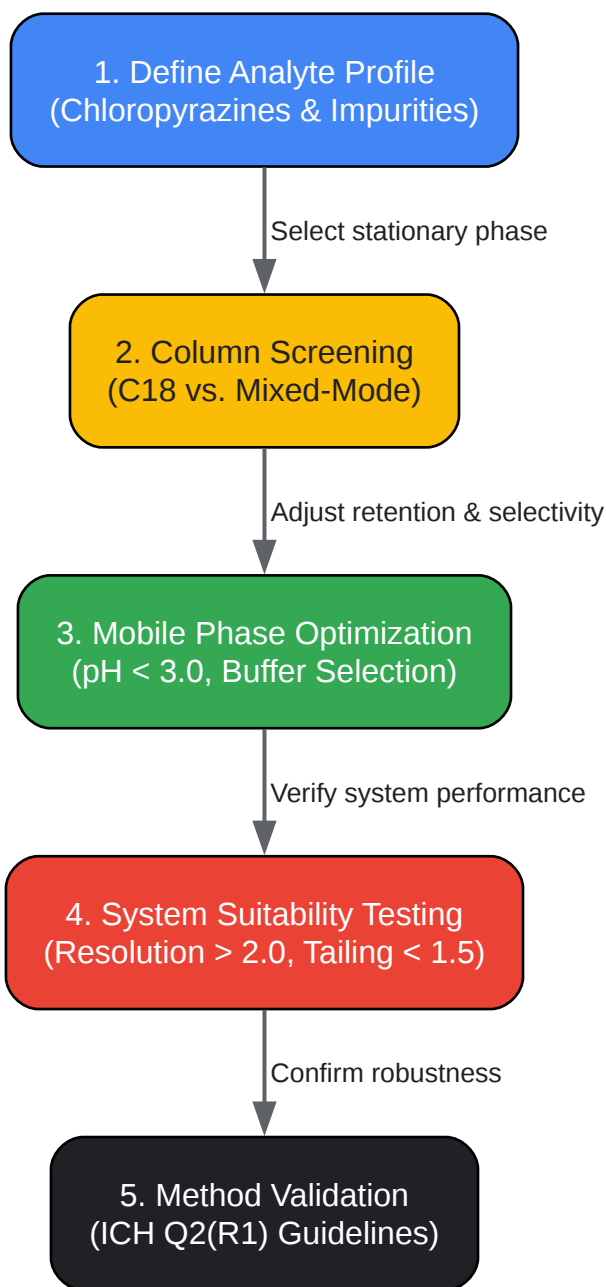 1. Define Analyte Profile
(Chloropyrazines & Impurities)
Select stationary phase
2. Column Screening
(C18 vs. Mixed-Mode)
Adjust retention & selectivity
3. Mobile Phase Optimization
(pH < 3.0, Buffer Selection)
Verify system performance
4. System Suitability Testing
(Resolution > 2.0, Tailing < 1.5)
Confirm robustness
5. Method Validation
(ICH Q2(R1) Guidelines)